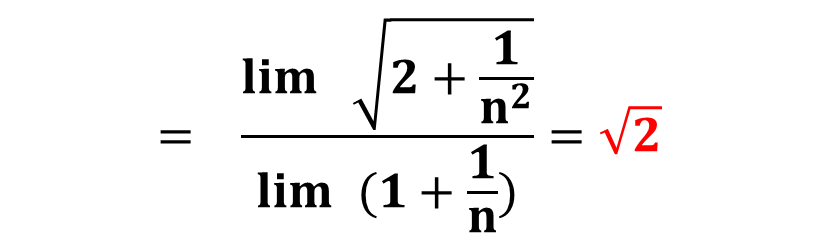 = lim √(2 + 1/n²) / lim (1 + 1/n) = √2